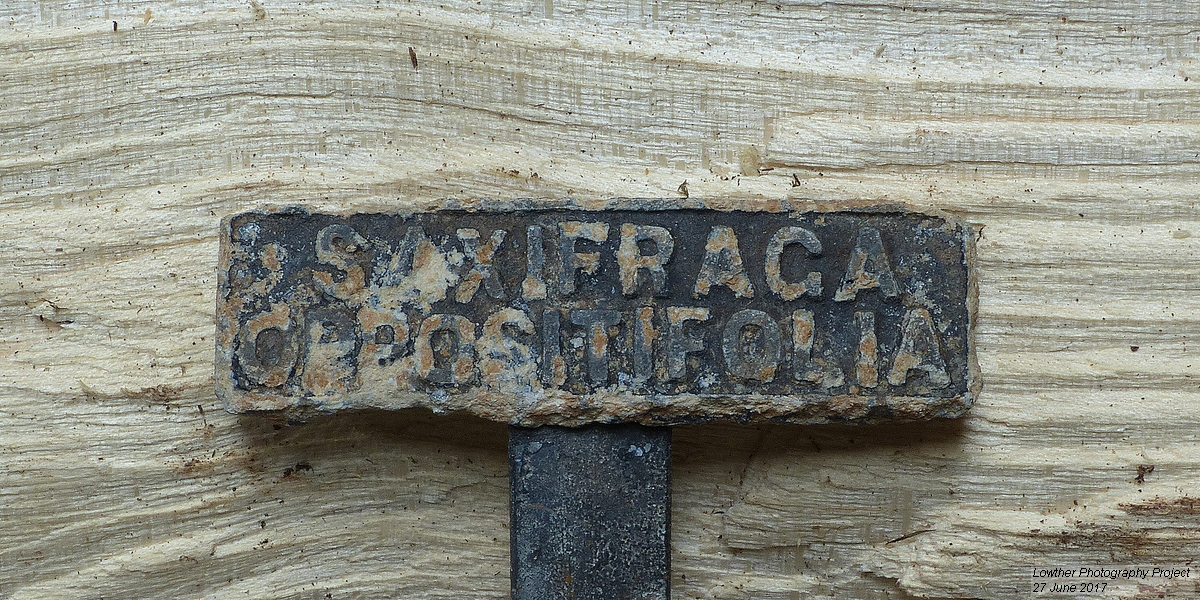 SAXIFRAGA
OPPOSITIFOLIA
Lowther Photography Project
27 June 2017